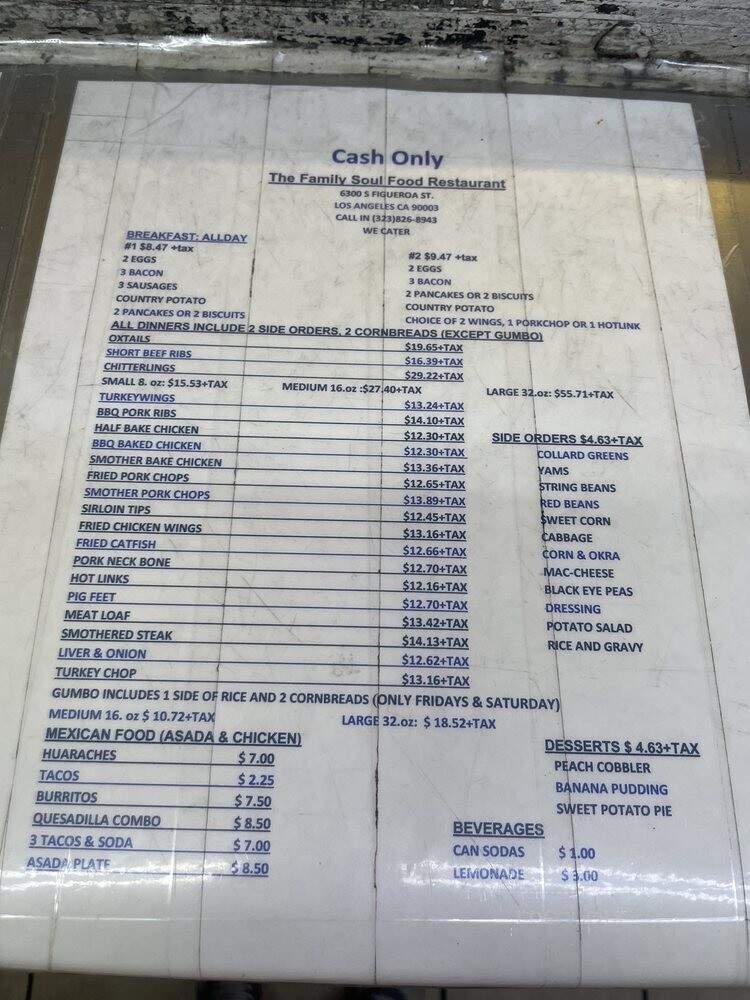 Cash Only
The Family Soul Food Restaurant
6300 S FIGUEROA ST.
LOS ANGELES CA 90003
CALL IN (323)826-8943
WE CATER
BREAKFAST: ALLDAY
#1 $8.47 +tax
2 EGGS
3 BACON
3 SAUSAGES
COUNTRY POTATO
2 PANCAKES OR 2 BISCUITS
#2 $9.47 +tax
2 EGGS
3 BACON
2 PANCAKES OR 2 BISCUITS
COUNTRY POTATO
CHOICE OF 2 WINGS, 1 PORKCHOP OR 1 HOTLINK
ALL DINNERS INCLUDE 2 SIDE ORDERS, 2 CORNBREADS (EXCEPT GUMBO)
OXTAILS $19.65+TAX
SHORT BEEF RIBS $16.39+TAX
CHITTERLINGS $29.22+TAX
SMALL 8. oz: $15.53+TAX MEDIUM 16.oz :$27.40+TAX LARGE 32.oz: $55.71+TAX
TURKEYWINGS $13.24+TAX
BBQ PORK RIBS $14.10+TAX
HALF BAKE CHICKEN $12.30+TAX
BBQ BAKED CHICKEN $12.30+TAX
SMOTHER BAKE CHICKEN $13.36+TAX
FRIED PORK CHOPS $12.65+TAX
SMOTHER PORK CHOPS $13.89+TAX
SIRLOIN TIPS $12.45+TAX
FRIED CHICKEN WINGS $13.16+TAX
FRIED CATFISH $12.66+TAX
PORK NECK BONE $12.70+TAX
HOT LINKS $12.16+TAX
PIG FEET $12.70+TAX
MEAT LOAF $13.42+TAX
SMOTHERED STEAK $14.13+TAX
LIVER & ONION $12.62+TAX
TURKEY CHOP $13.16+TAX
SIDE ORDERS $4.63+TAX
COLLARD GREENS
YAMS
STRING BEANS
RED BEANS
SWEET CORN
CABBAGE
CORN & OKRA
MAC-CHEESE
BLACK EYE PEAS
DRESSING
POTATO SALAD
RICE AND GRAVY
GUMBO INCLUDES 1 SIDE OF RICE AND 2 CORNBREADS (ONLY FRIDAYS & SATURDAY)
MEDIUM 16. oz $ 10.72+TAX LARGE 32.oz: $ 18.52+TAX
MEXICAN FOOD (ASADA & CHICKEN)
HUARACHES $ 7.00
TACOS $ 2.25
BURRITOS $ 7.50
QUESADILLA COMBO $ 8.50
3 TACOS & SODA $ 7.00
ASADA PLATE $ 8.50
DESSERTS $ 4.63+TAX
PEACH COBBLER
BANANA PUDDING
SWEET POTATO PIE
BEVERAGES
CAN SODAS $ 1.00
LEMONADE $ 3.00